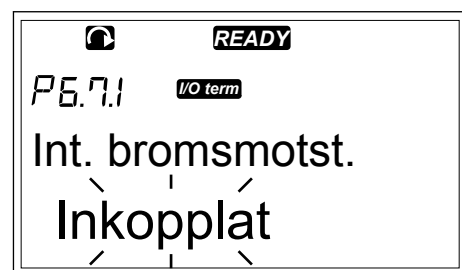 READY
P6.7.1 I/O term
Int. bromsmotst.
Inkopplat